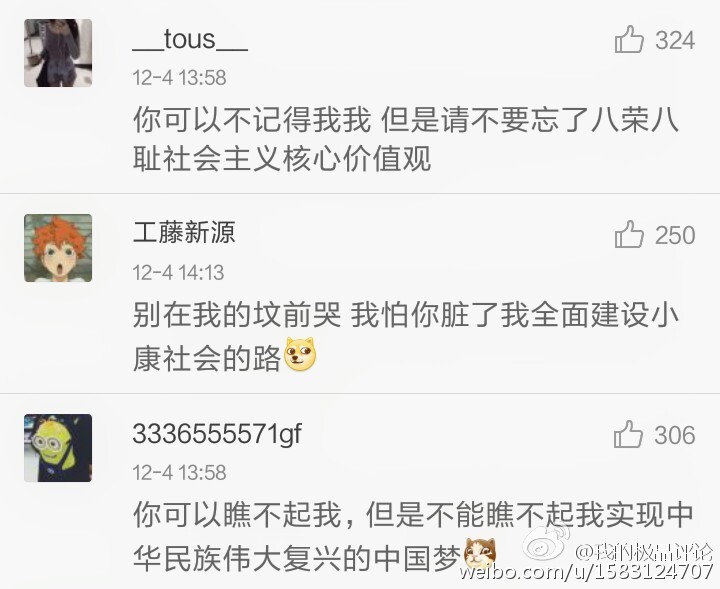 __tous__
324
12-4 13:58
你可以不记得我我 但是请不要忘了八荣八
耻社会主义核心价值观
工藤新源
250
12-4 14:13
别在我的坟前哭 我怕你脏了我全面建设小
康社会的路
3336555571gf
306
12-4 13:58
你可以瞧不起我，但是不能瞧不起我实现中
华民族伟大复兴的中国梦
@我的极品评论
weibo.com/u/1583124707